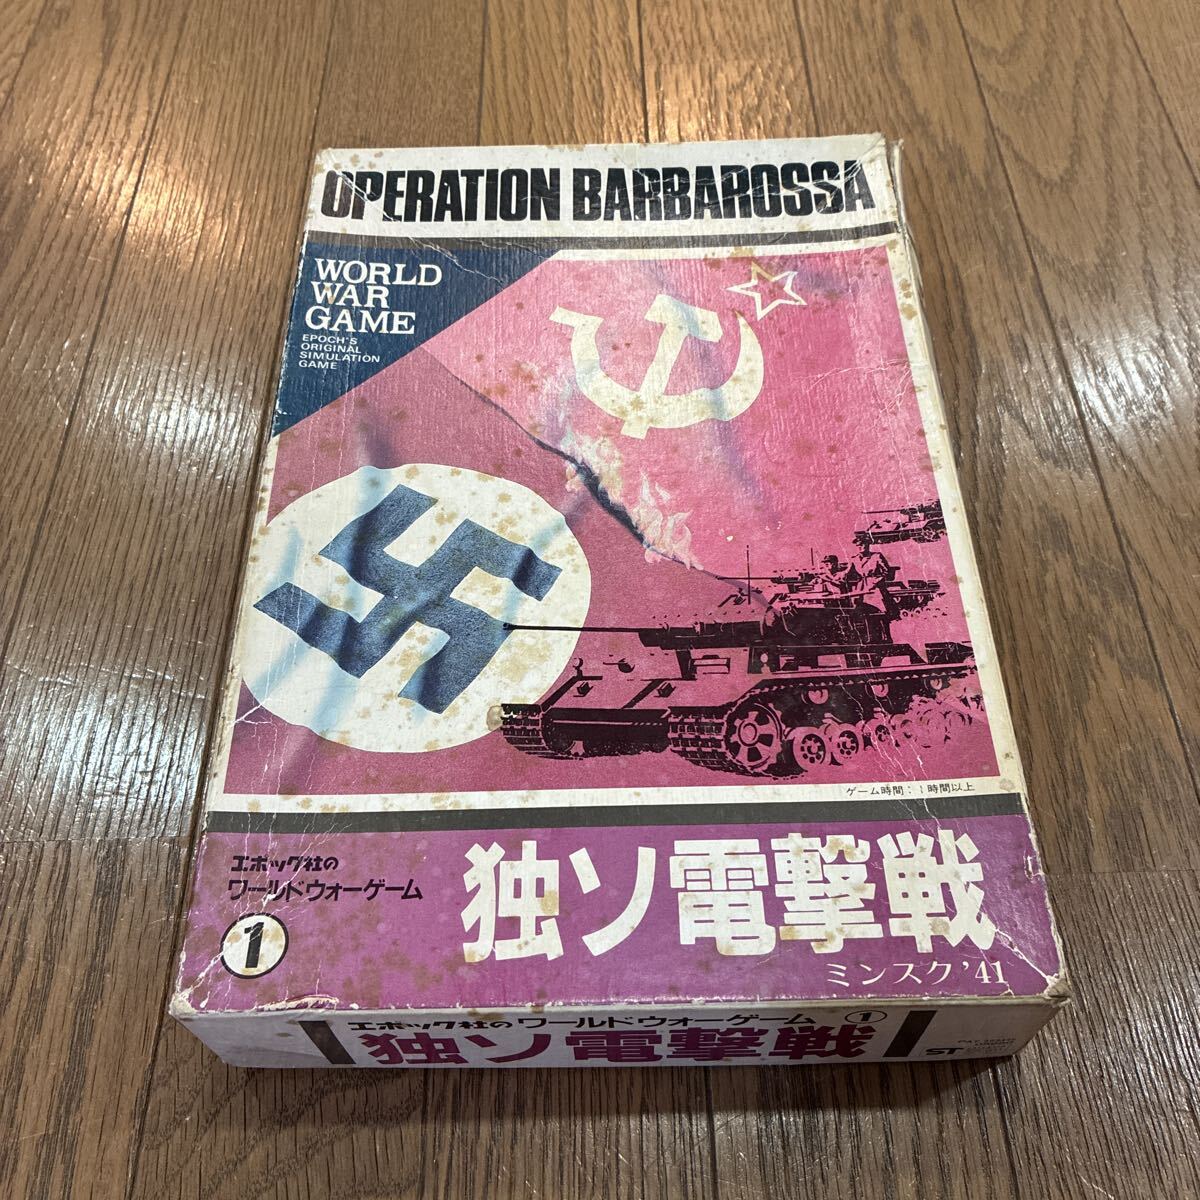 OPERATION BARBAROSSA
WORLD
WAR
GAME
EPOCH'S
ORIGINAL
SIMULATION
GAME
ゲーム時間：1時間以上
エポック社の
ワールドウォーゲーム
1
独ソ電撃戦
ミンスク'41
エポック社のワールドウォーゲーム 1
独ソ電撃戦
ST